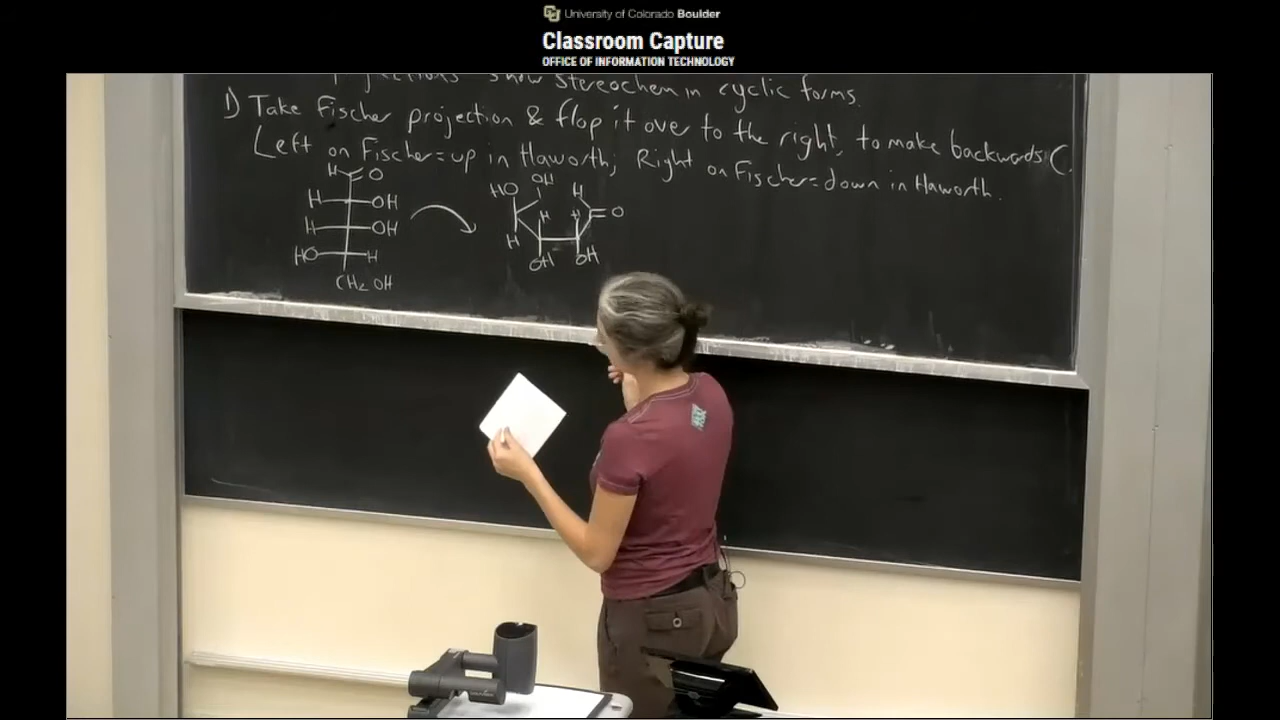 University of Colorado Boulder
Classroom Capture
OFFICE OF INFORMATION TECHNOLOGY
show stereochem in cyclic forms.
1) Take Fischer projection & flop it over to the right, to make backwards C.
Left on Fischer = up in Haworth; Right on Fischer = down in Haworth.
H O
H OH
H OH
HO H
CH2 OH
HO OH H
H H O
H
OH OH